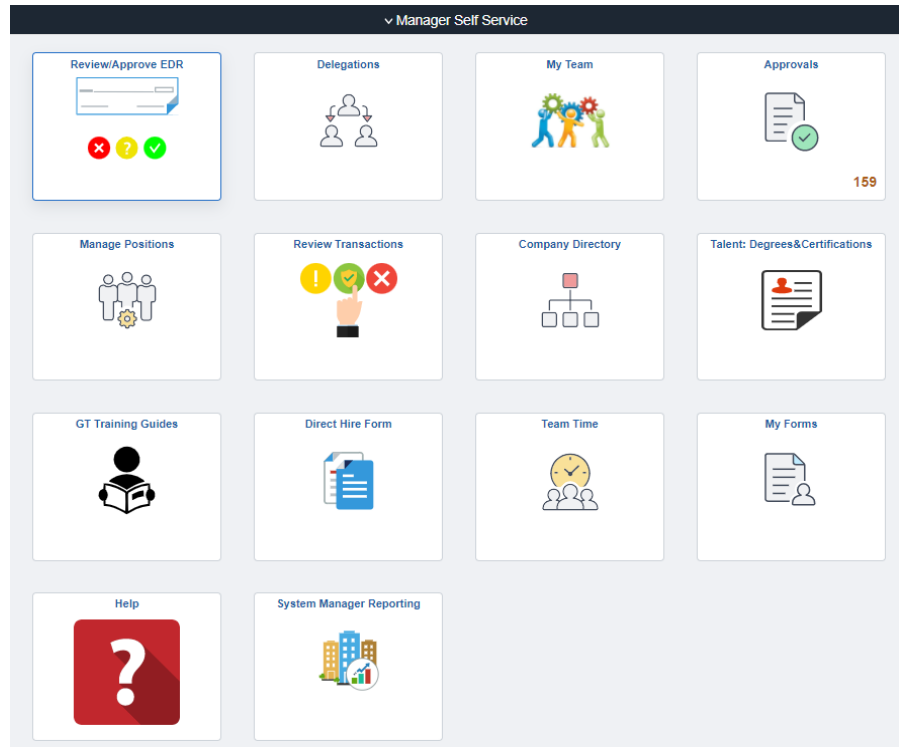 Manager Self Service
Review/Approve EDR
Delegations
My Team
Approvals
159
Manage Positions
Review Transactions
Company Directory
Talent: Degrees&Certifications
GT Training Guides
Direct Hire Form
Team Time
My Forms
Help
System Manager Reporting